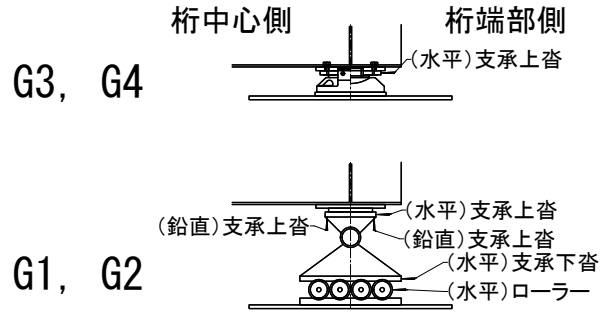 桁中心側 桁端部側
(水平)支承上沓
G3, G4
(水平)支承上沓
(鉛直)支承上沓
(鉛直)支承上沓
(水平)支承下沓
G1, G2
(水平)ローラー